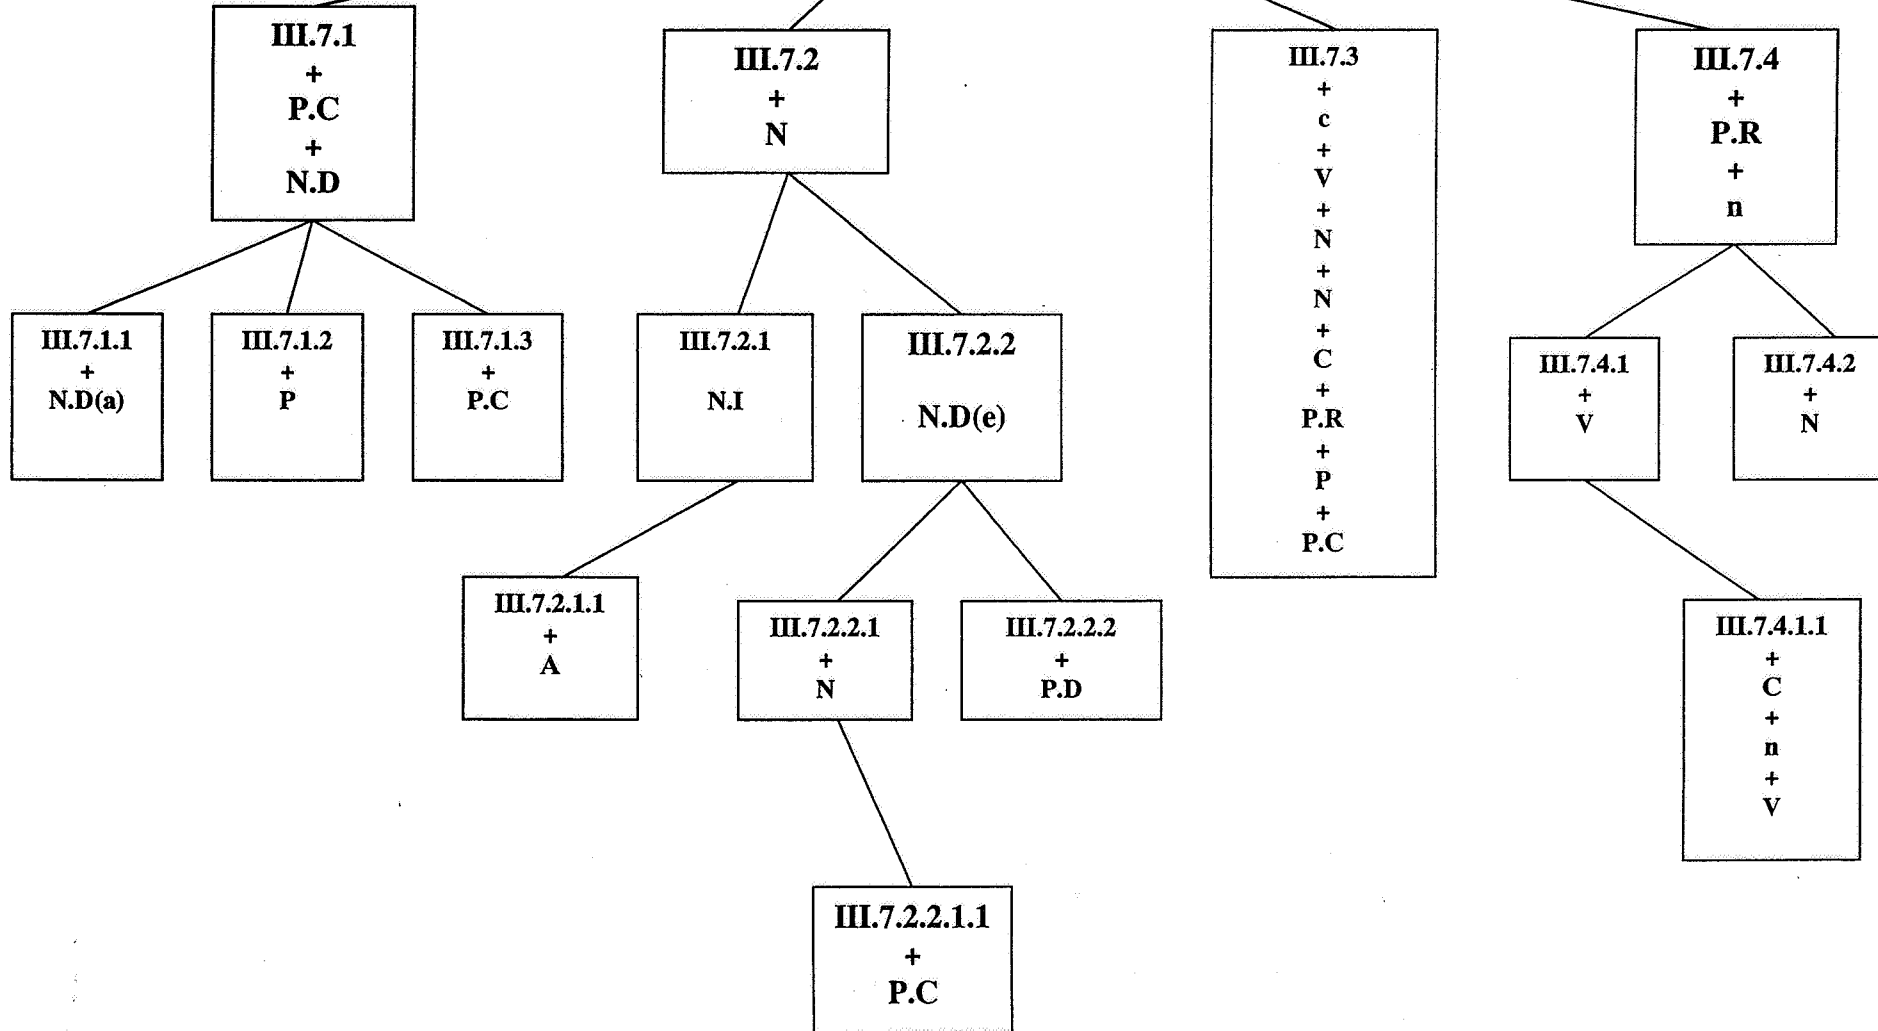 III.7.1
+
P.C
+
N.D
III.7.2
+
N
III.7.3
+
c
+
V
+
N
+
N
+
C
+
P.R
+
P
+
P.C
III.7.4
+
P.R
+
n
III.7.1.1
+
N.D(a)
III.7.1.2
+
P
III.7.1.3
+
P.C
III.7.2.1
N.I
III.7.2.2
N.D(e)
III.7.4.1
+
V
III.7.4.2
+
N
III.7.2.1.1
+
A
III.7.2.2.1
+
N
III.7.2.2.2
+
P.D
III.7.4.1.1
+
C
+
n
+
V
III.7.2.2.1.1
+
P.C